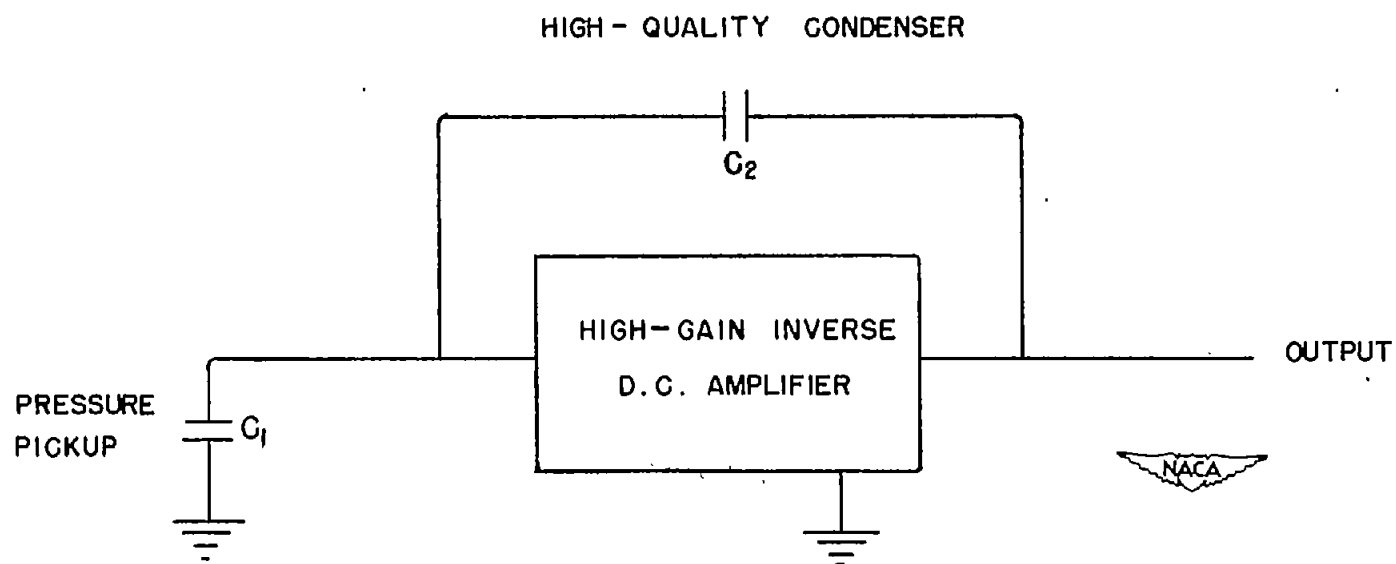 HIGH-QUALITY CONDENSER
C₂
HIGH-GAIN INVERSE
D.C. AMPLIFIER
OUTPUT
PRESSURE
PICKUP
C₁
NACA